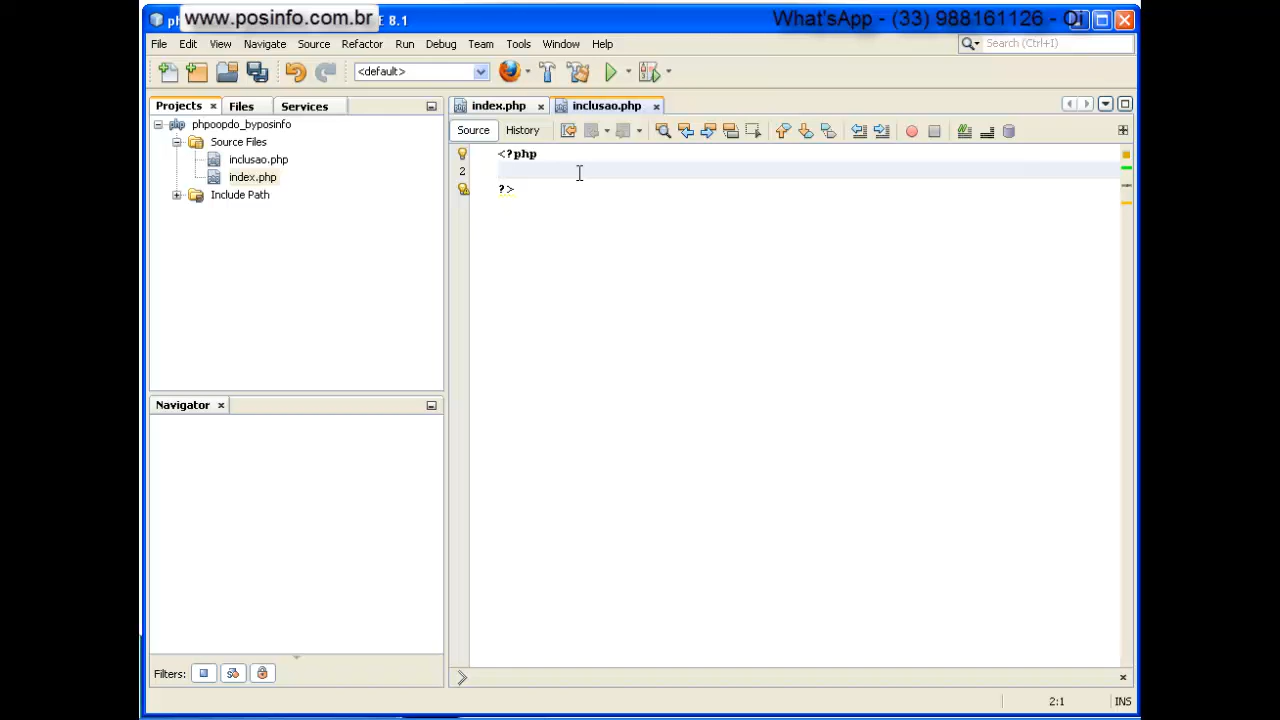 www.posinfo.com.br
What'sApp - (33) 988161126 - Oi
ph
E 8.1
File Edit View Navigate Source Refactor Run Debug Team Tools Window Help
Search (Ctrl+I)
<default>
Projects Files Services
index.php inclusao.php
phpoopdo_byposinfo
Source Files
inclusao.php
index.php
Include Path
Source History
<?php
2
?>
Navigator
Filters:
2:1 INS